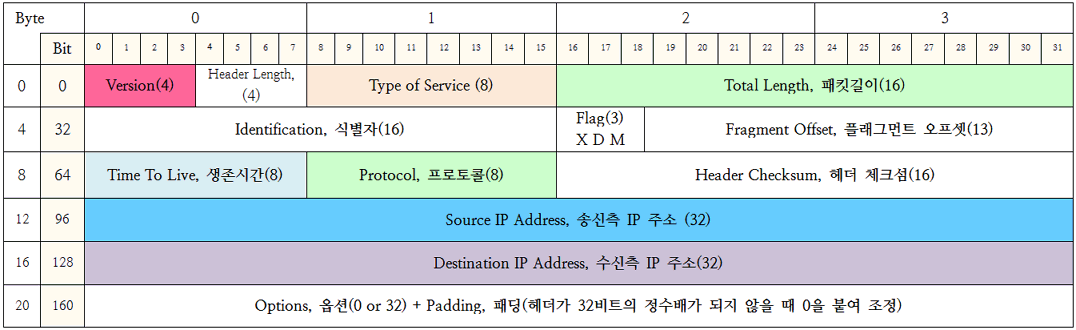 Byte 0 1 2 3
Bit 0 1 2 3 4 5 6 7 8 9 10 11 12 13 14 15 16 17 18 19 20 21 22 23 24 25 26 27 28 29 30 31
0 0 Version(4) Header Length, (4) Type of Service (8) Total Length, 패킷길이(16)
4 32 Identification, 식별자(16) Flag(3) X D M Fragment Offset, 플래그먼트 오프셋(13)
8 64 Time To Live, 생존시간(8) Protocol, 프로토콜(8) Header Checksum, 헤더 체크섬(16)
12 96 Source IP Address, 송신측 IP 주소 (32)
16 128 Destination IP Address, 수신측 IP 주소(32)
20 160 Options, 옵션(0 or 32) + Padding, 패딩(헤더가 32비트의 정수배가 되지 않을 때 0을 붙여 조정)